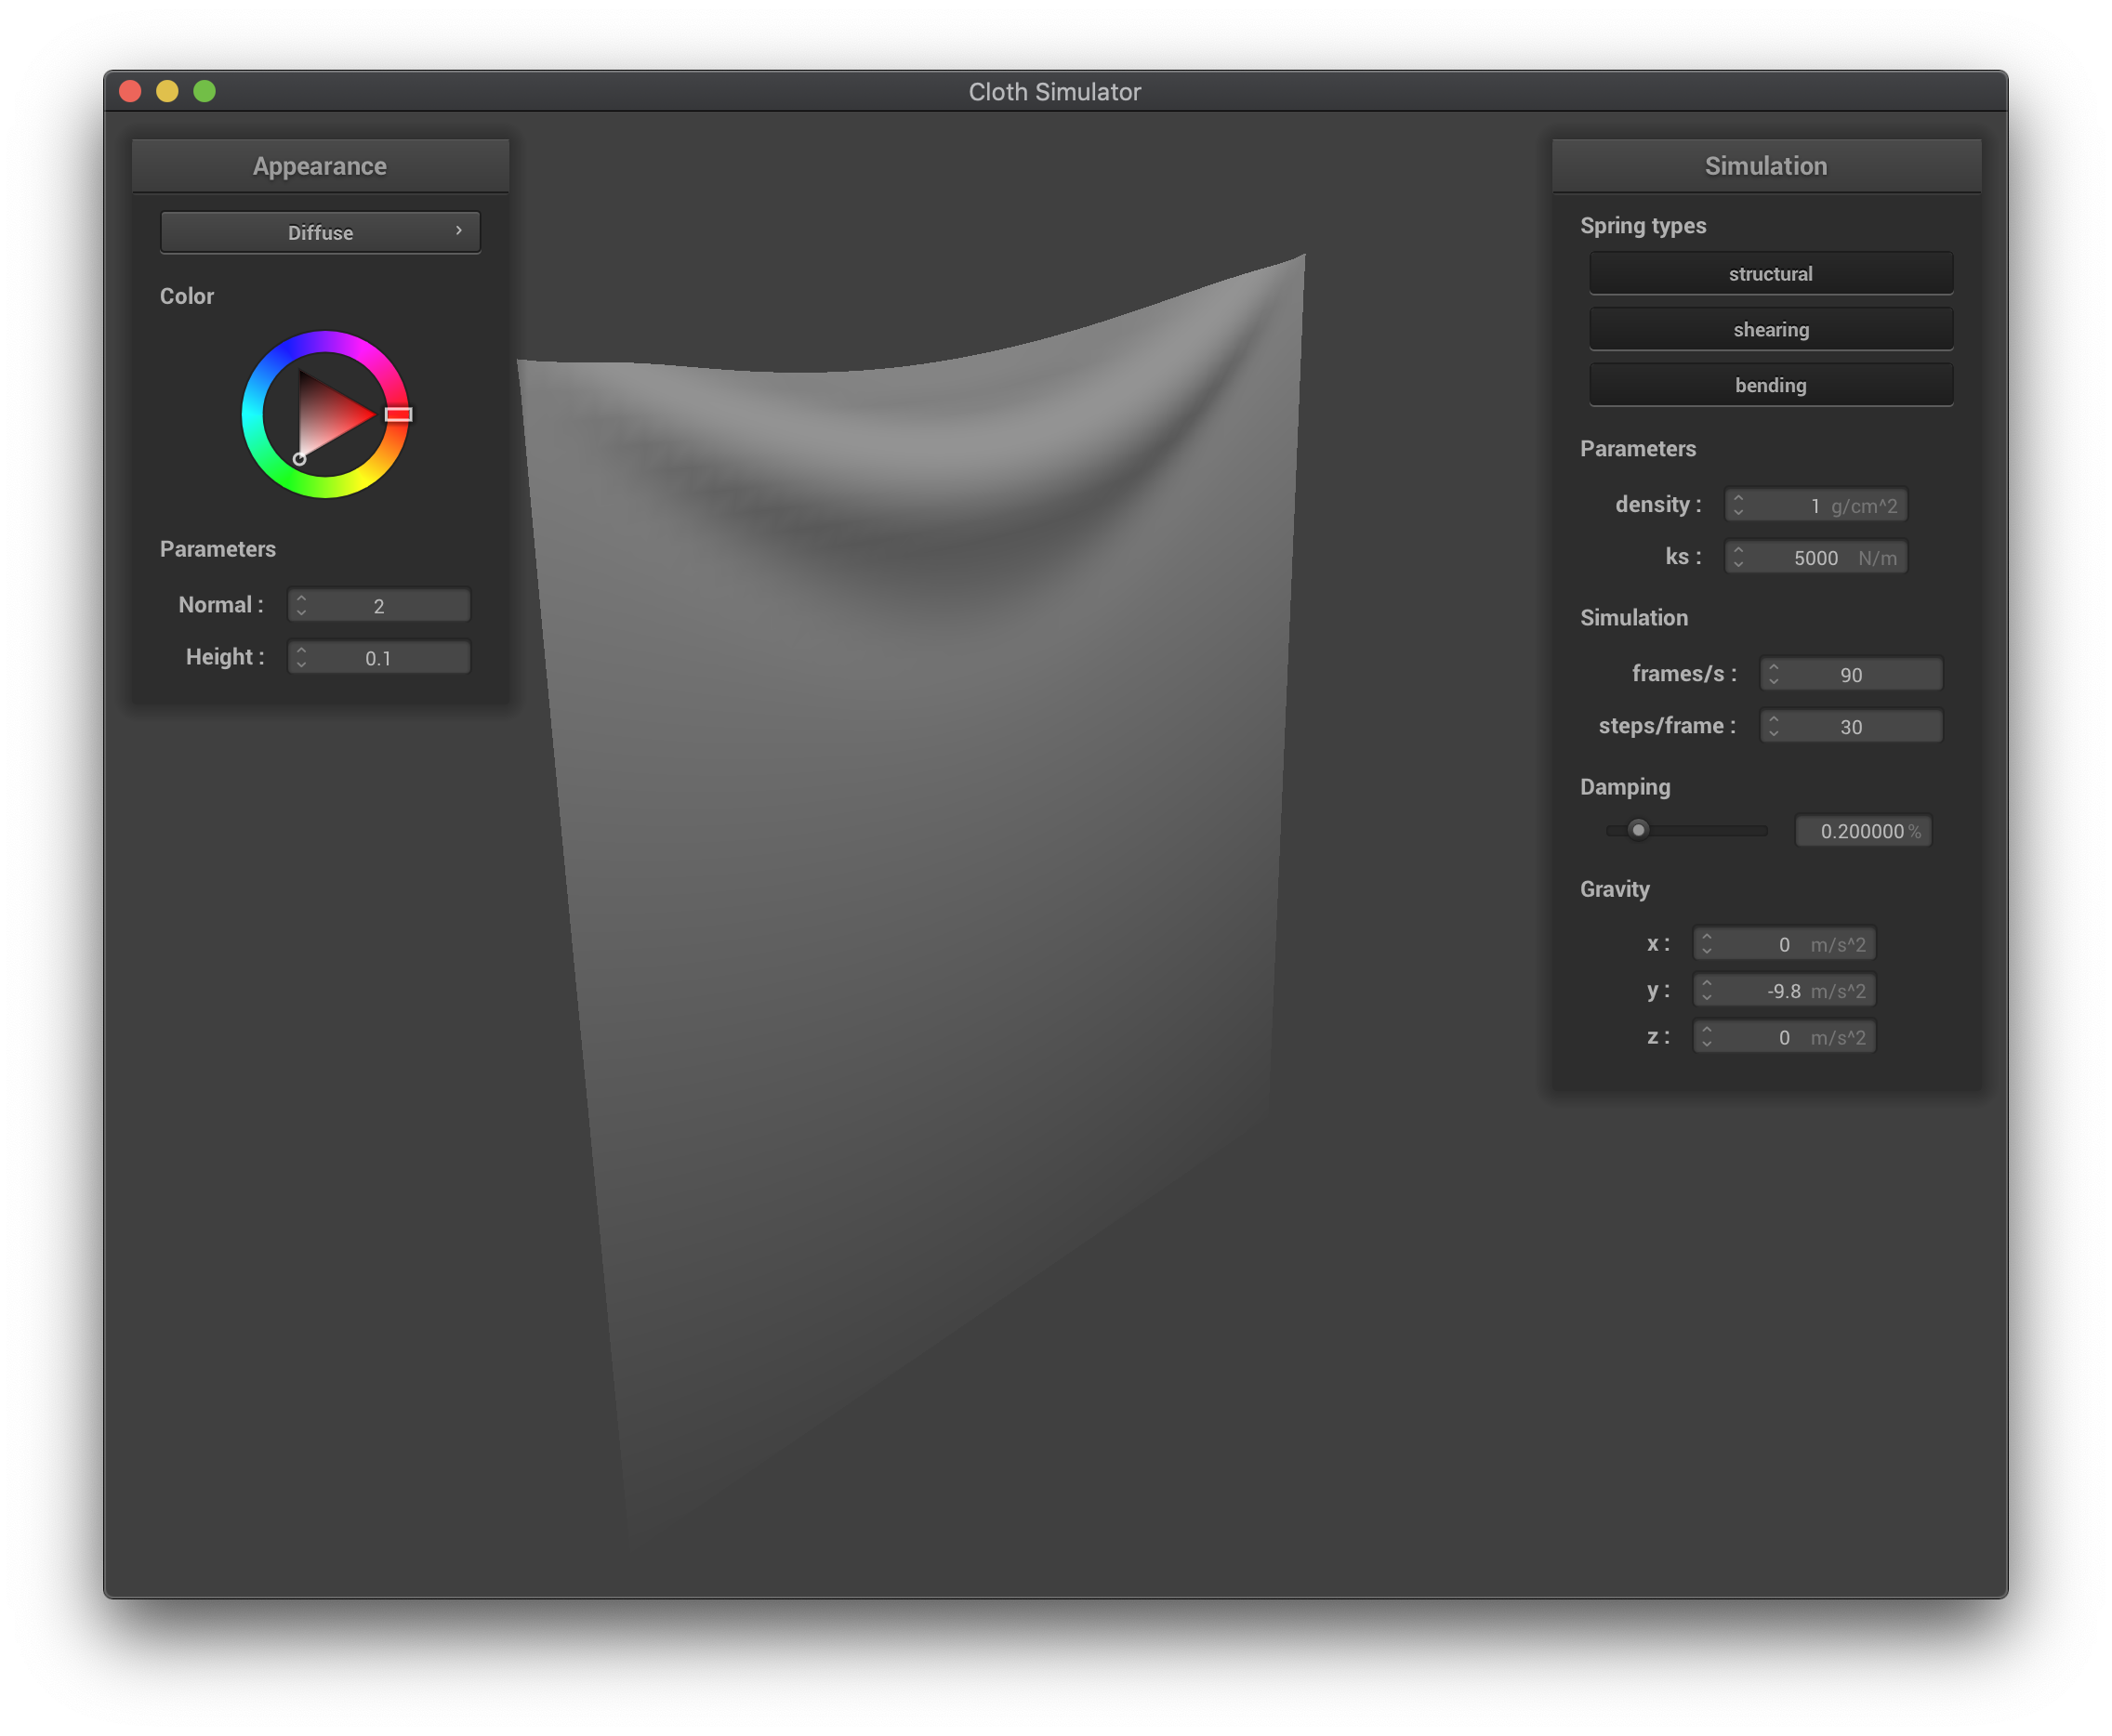 Cloth Simulator
Appearance
Diffuse
Color
Parameters
Normal : 2
Height : 0.1
Simulation
Spring types
structural
shearing
bending
Parameters
density : 1 g/cm^2
ks : 5000 N/m
Simulation
frames/s : 90
steps/frame : 30
Damping
0.200000 %
Gravity
x : 0 m/s^2
y : -9.8 m/s^2
z : 0 m/s^2